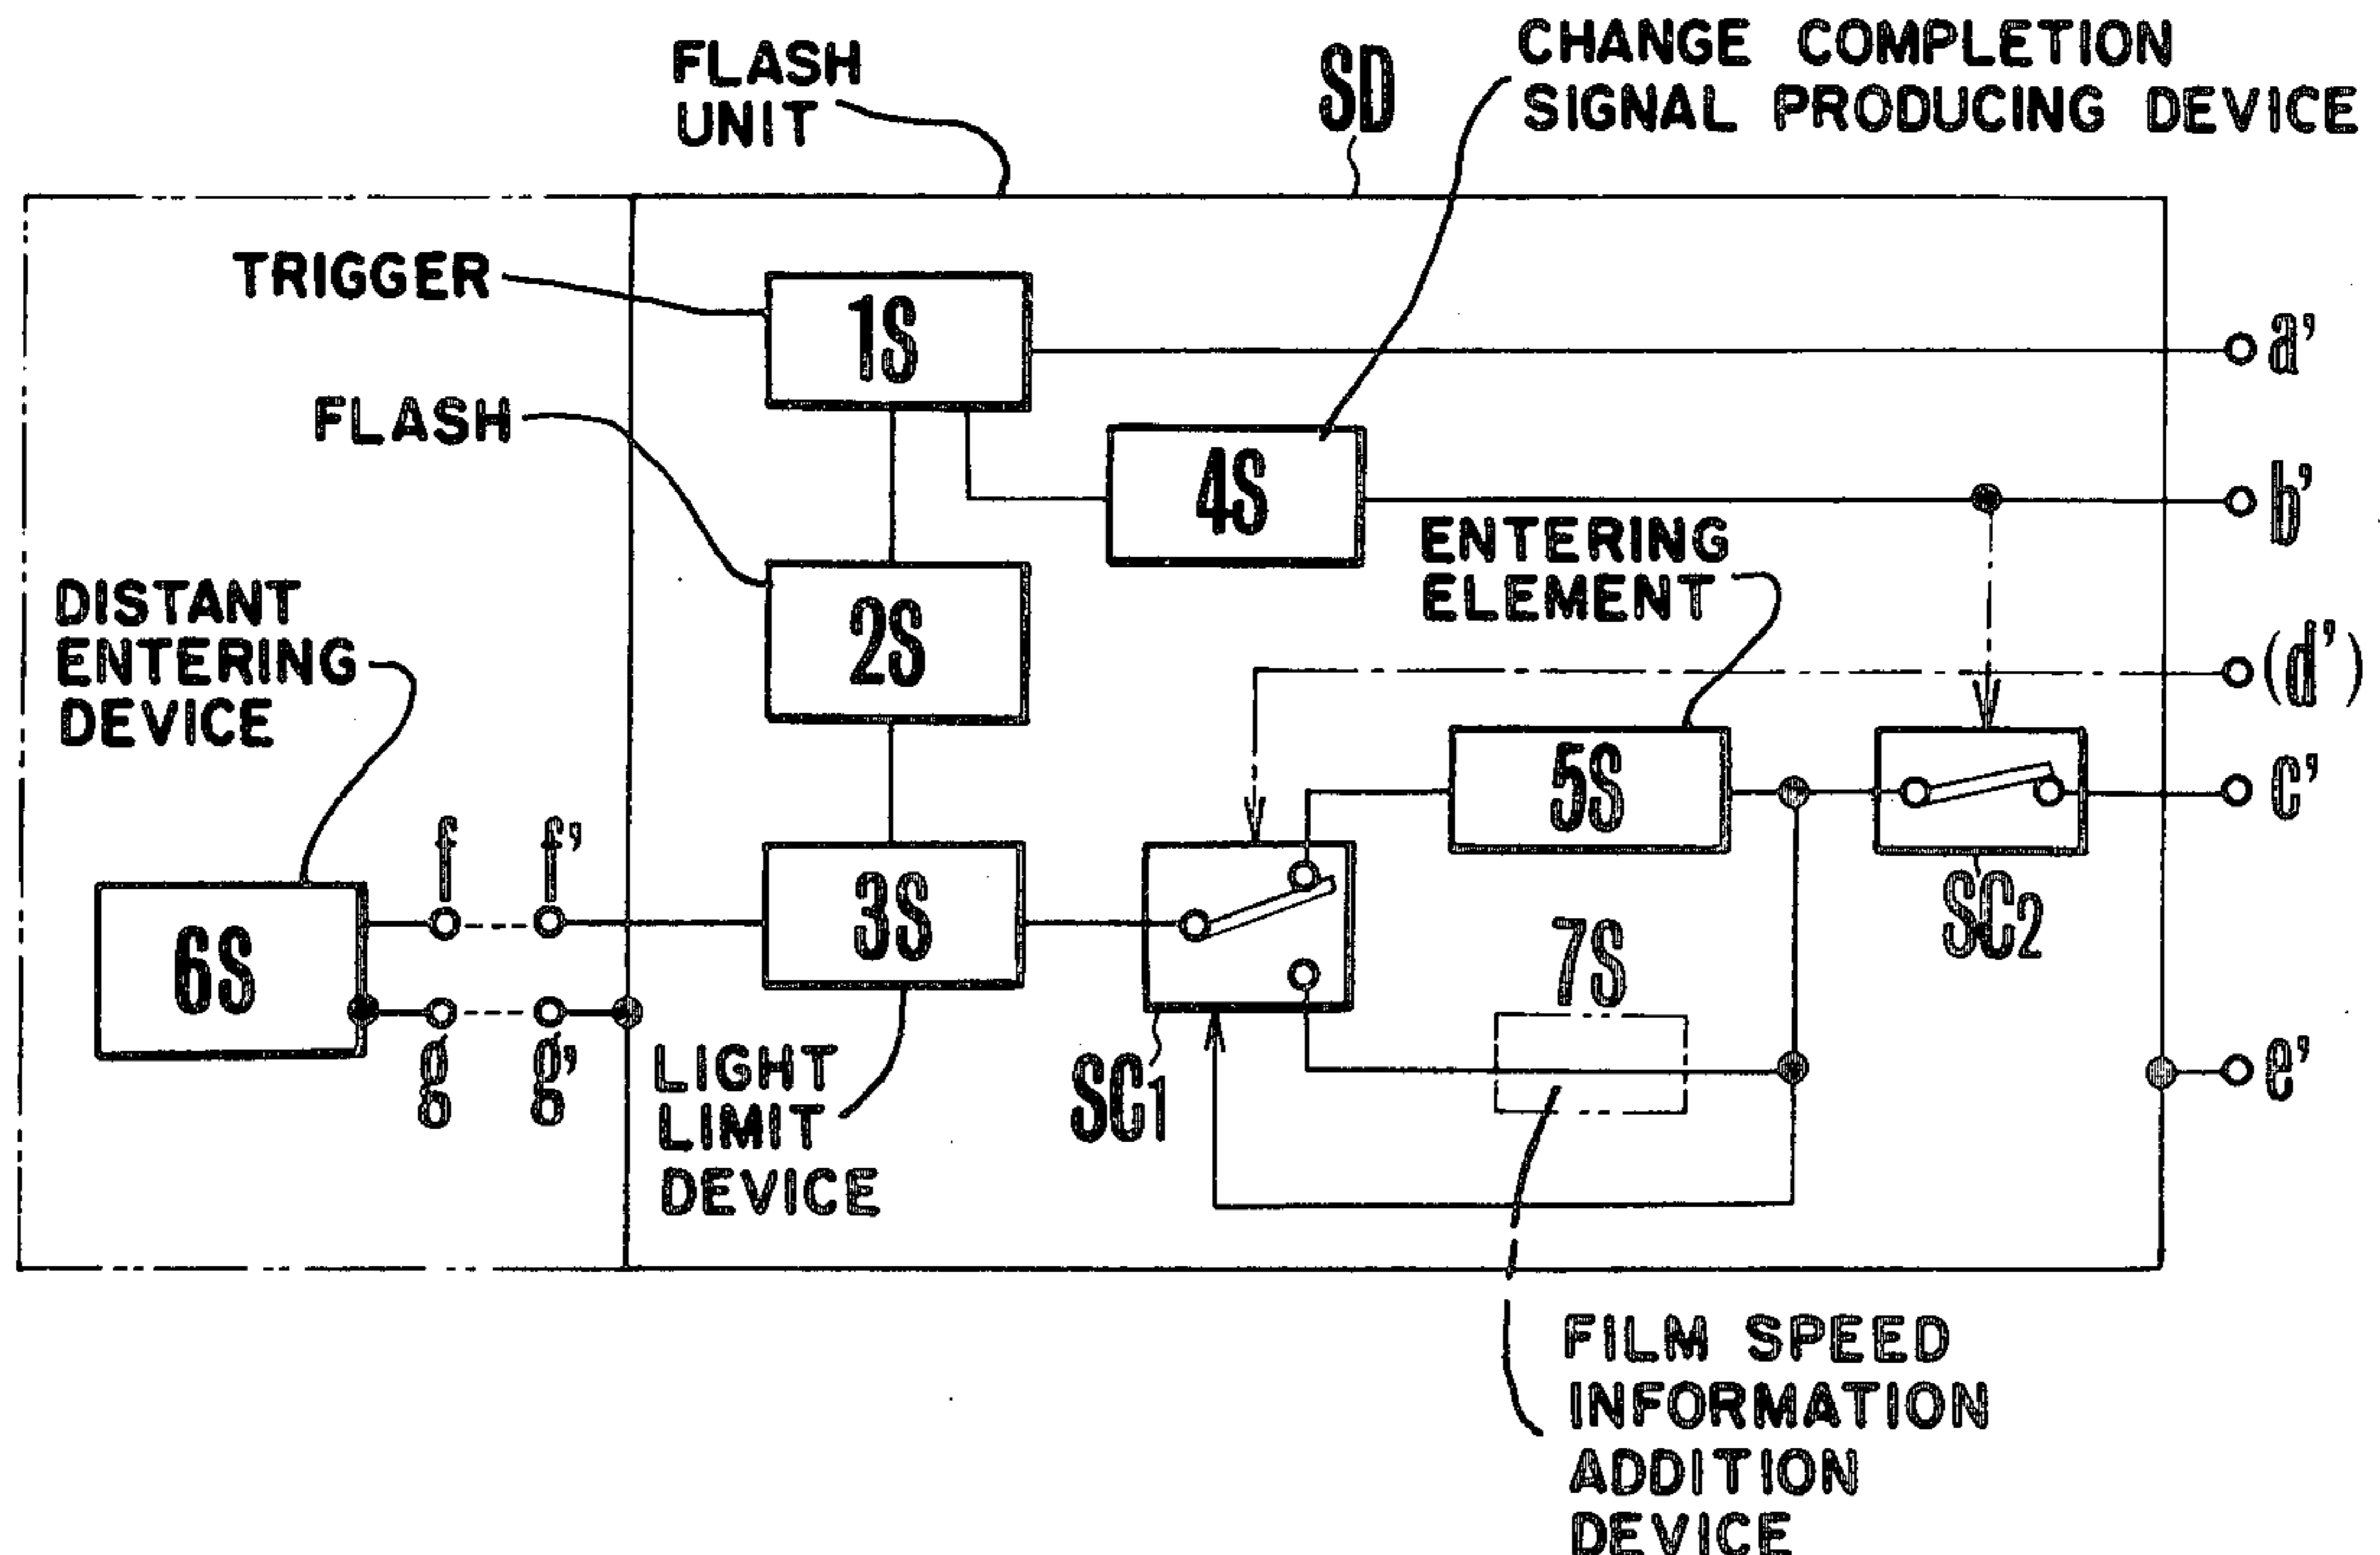 FLASH
UNIT
SD
CHANGE COMPLETION
SIGNAL PRODUCING DEVICE
TRIGGER
1S
a'
FLASH
4S
b'
ENTERING
ELEMENT
DISTANT
ENTERING
DEVICE
2S
(d')
5S
c'
f
f'
3S
SC2
6S
7S
g
g'
LIGHT
LIMIT
DEVICE
SC1
e'
FILM SPEED
INFORMATION
ADDITION
DEVICE